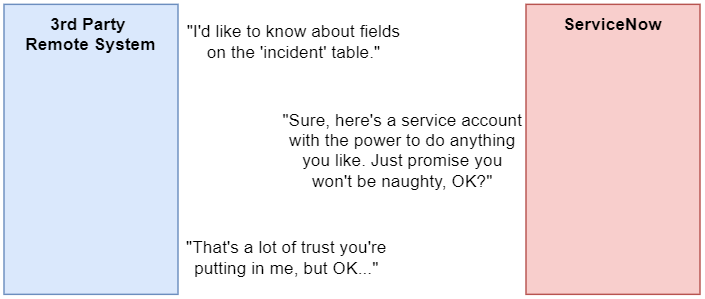 3rd Party
Remote System
"I'd like to know about fields
on the 'incident' table."
ServiceNow
"Sure, here's a service account
with the power to do anything
you like. Just promise you
won't be naughty, OK?"
"That's a lot of trust you're
putting in me, but OK..."